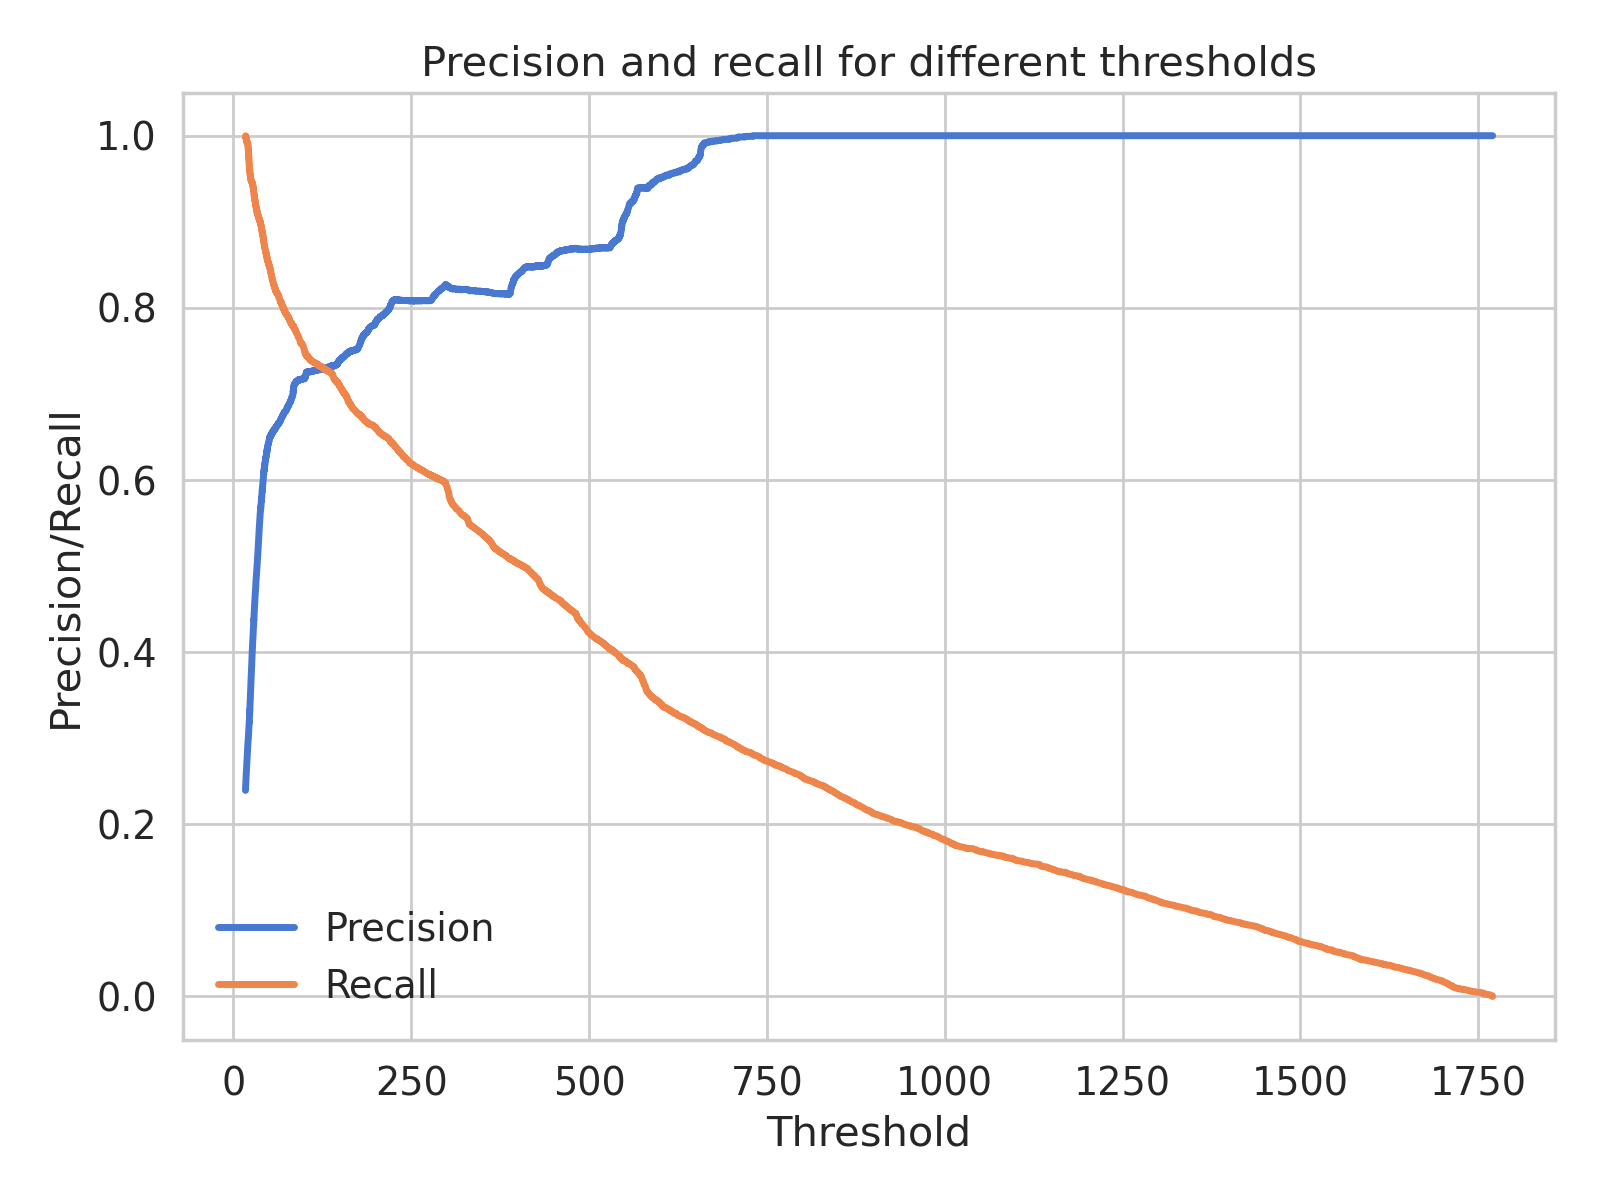 Precision and recall for different thresholds
1.0
0.8
0.6
0.4
0.2
0.0
Precision/Recall
Precision
Recall
0 250 500 750 1000 1250 1500 1750
Threshold